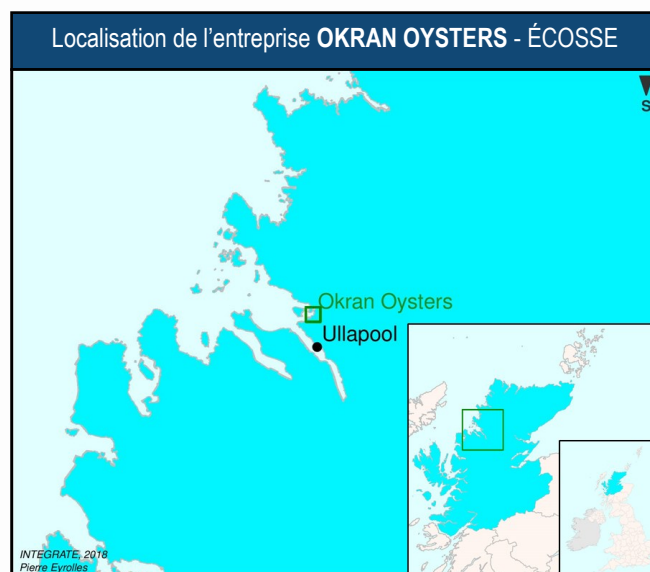 Localisation de l'entreprise OKRAN OYSTERS - ÉCOSSE
S
Okran Oysters
Ullapool
INTEGRATE, 2018
Pierre Eyrolles